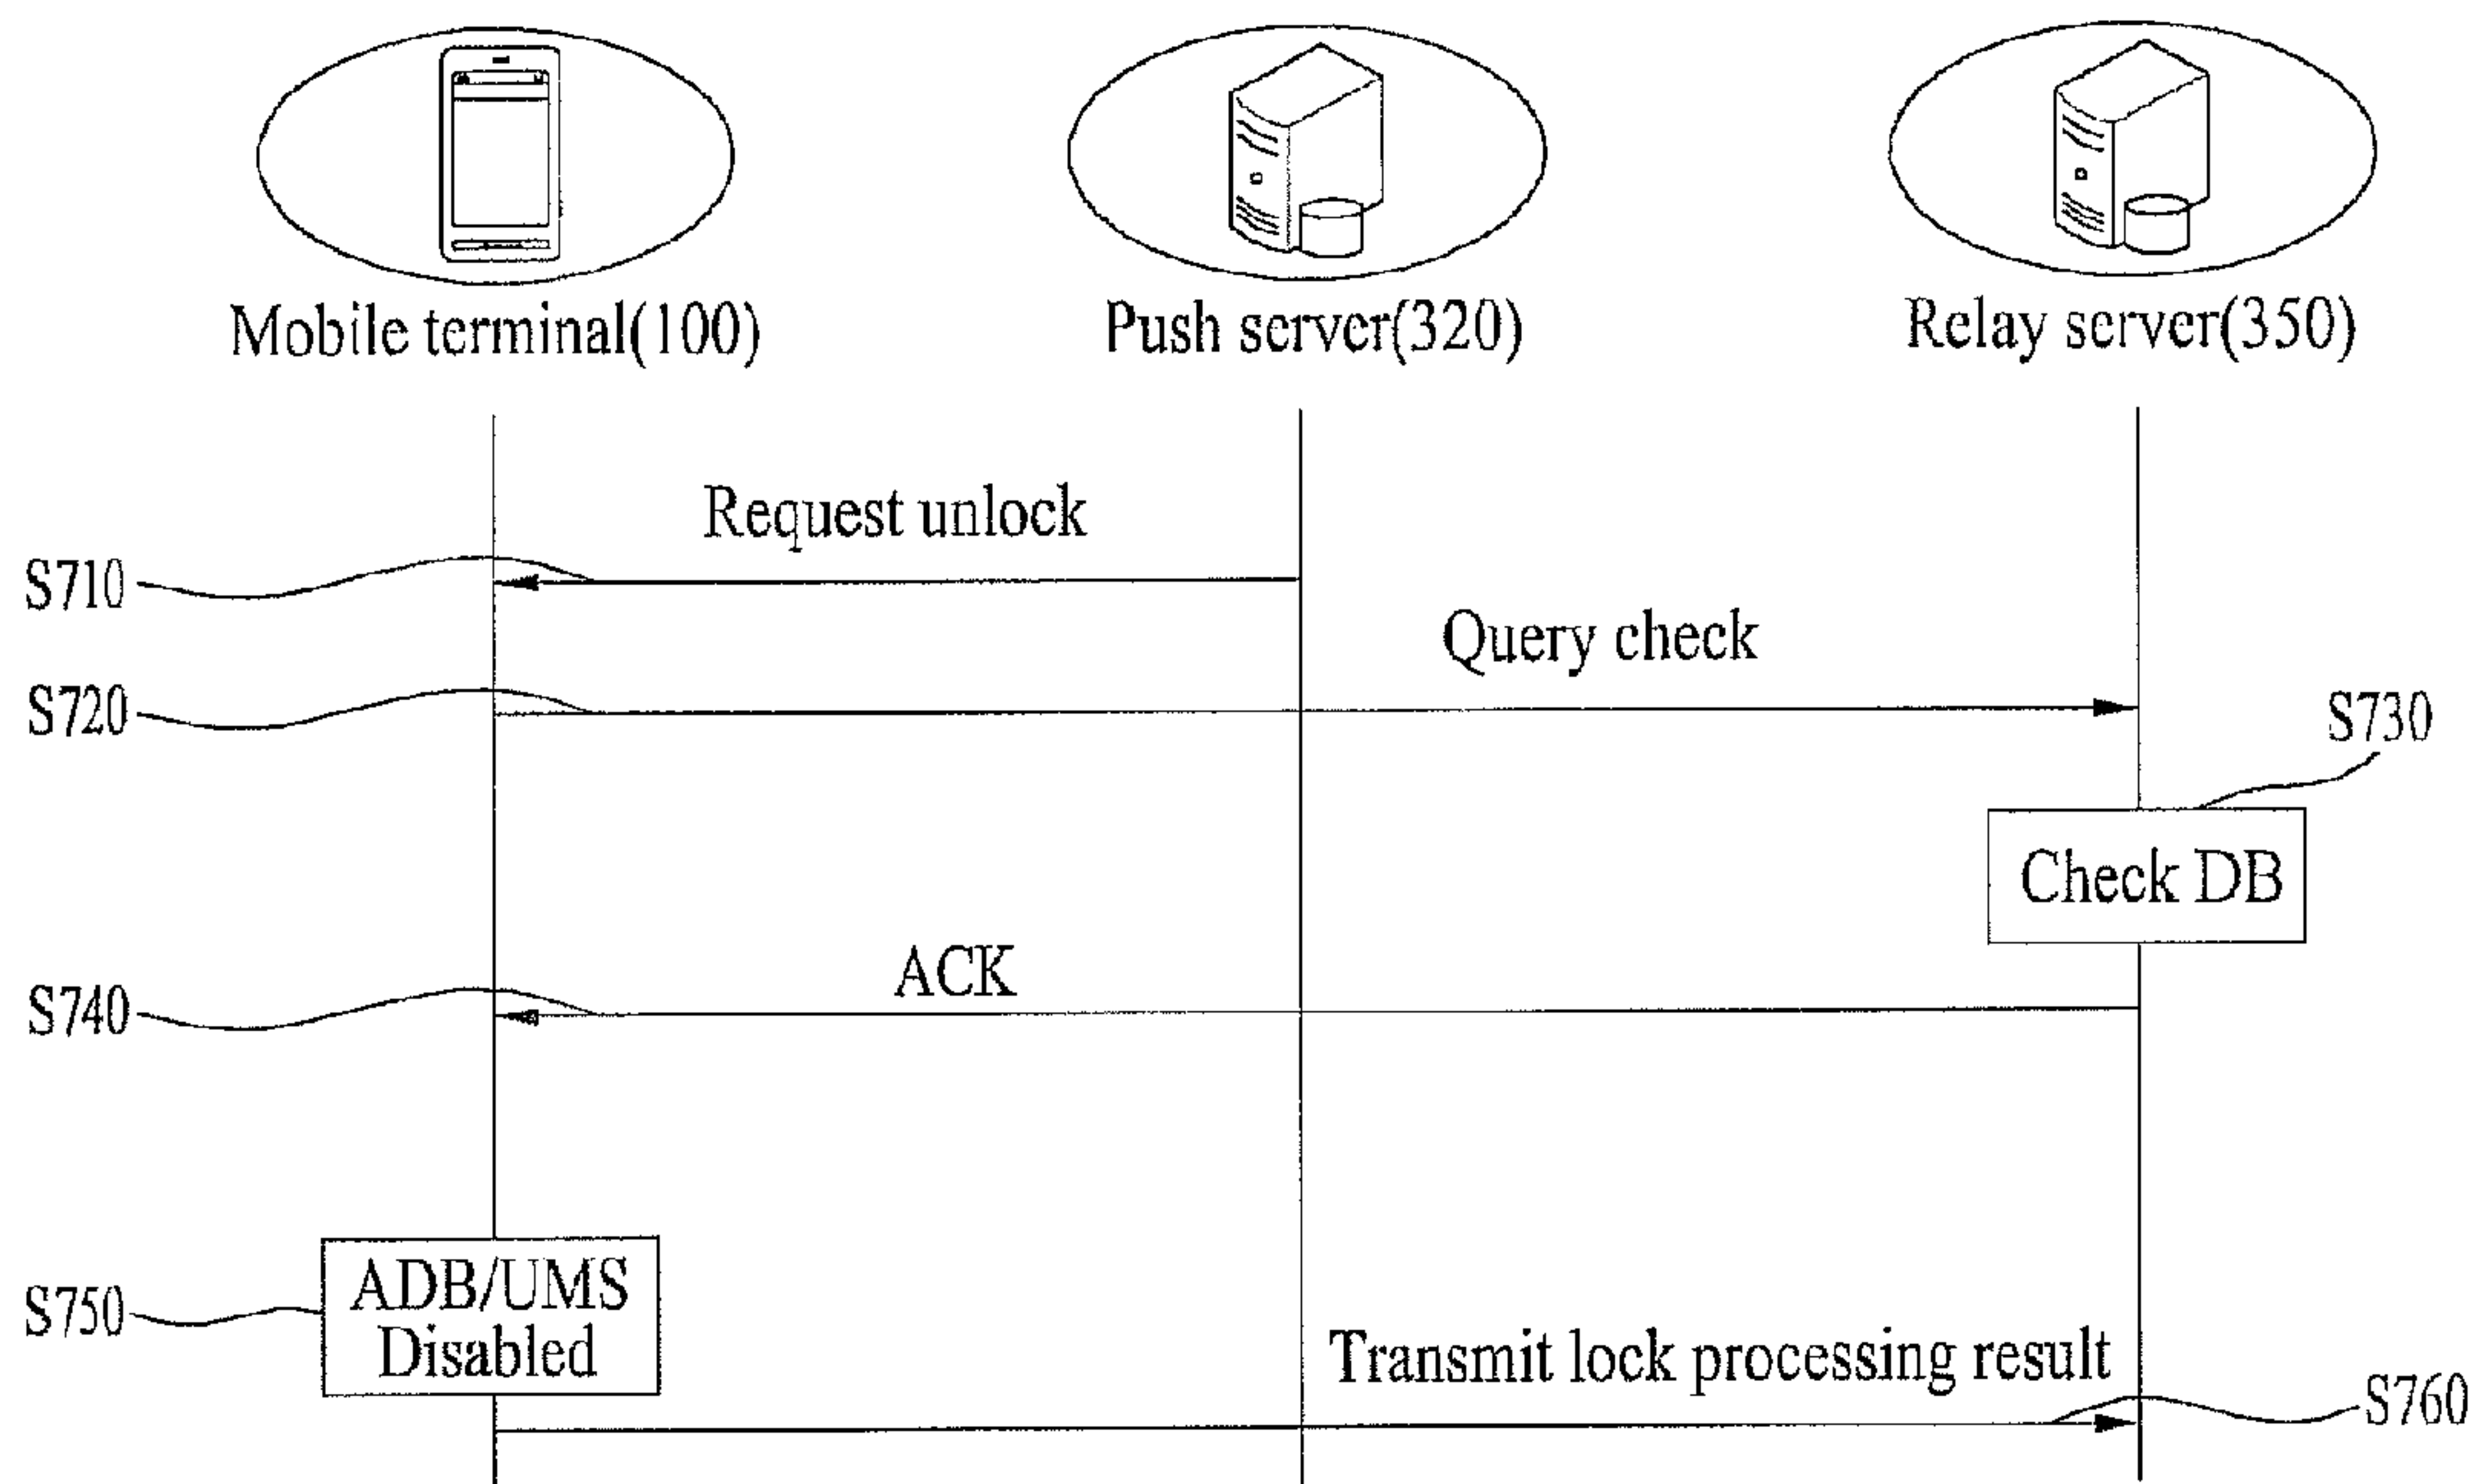 Mobile terminal(100)
Push server(320)
Relay server(350)
Request unlock
S710
Query check
S720
S730
Check DB
ACK
S740
ADB/UMS
Disabled
S750
Transmit lock processing result
S760